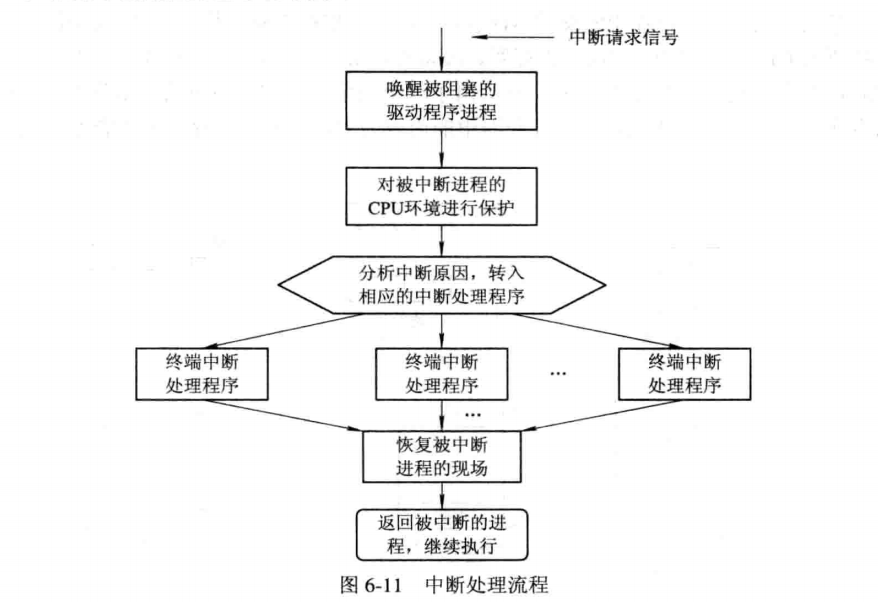 中断请求信号
唤醒被阻塞的
驱动程序进程
对被中断进程的
CPU环境进行保护
分析中断原因，转入
相应的中断处理程序
终端中断
处理程序
终端中断
处理程序
…
终端中断
处理程序
…
恢复被中断
进程的现场
返回被中断的进
程，继续执行
图 6-11 中断处理流程